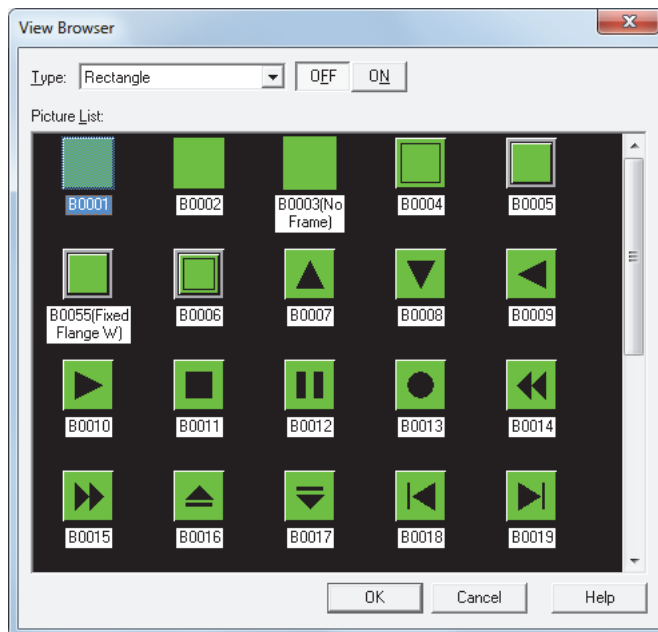 View Browser
Type: Rectangle OFF ON
Picture List:
B0001 B0002 B0003(No B0004 B0005
Frame)
B0055(Fixed B0006 B0007 B0008 B0009
Flange W)
B0010 B0011 B0012 B0013 B0014
B0015 B0016 B0017 B0018 B0019
OK Cancel Help